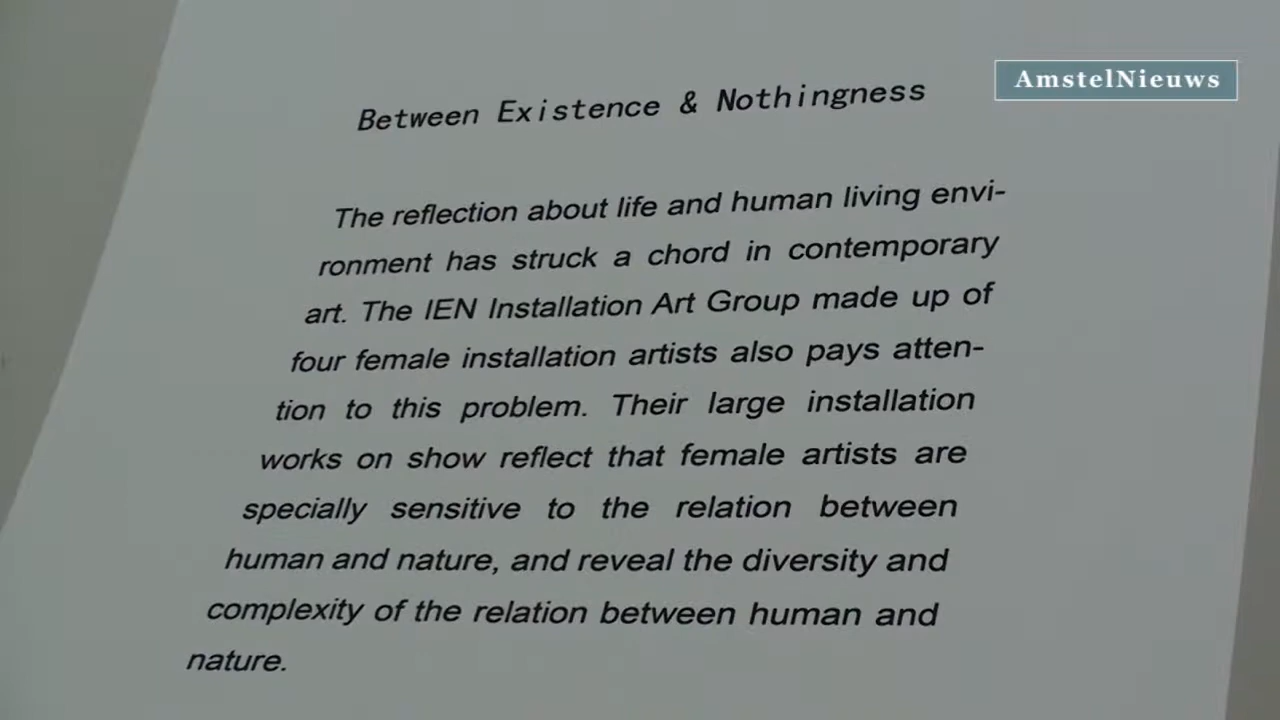 AmstelNieuws
Between Existence & Nothingness
The reflection about life and human living envi-
ronment has struck a chord in contemporary
art. The IEN Installation Art Group made up of
four female installation artists also pays atten-
tion to this problem. Their large installation
works on show reflect that female artists are
specially sensitive to the relation between
human and nature, and reveal the diversity and
complexity of the relation between human and
nature.